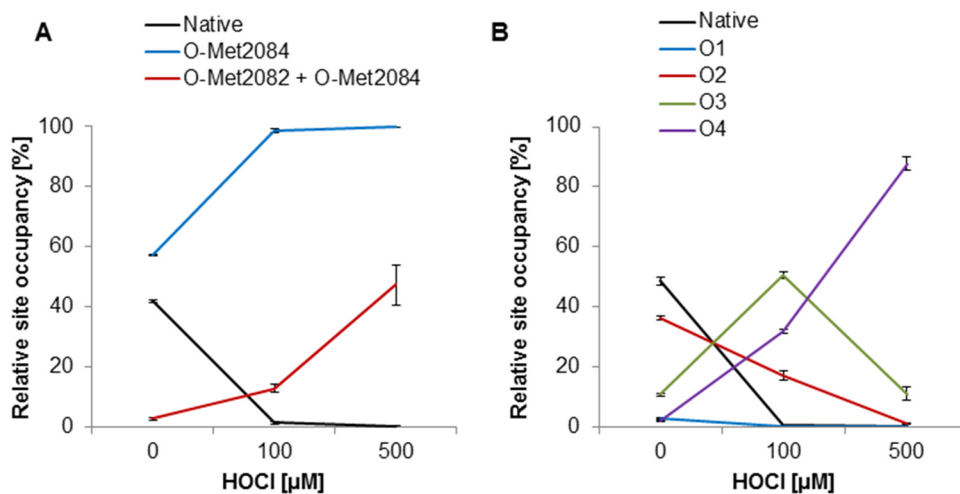 A
Native
O-Met2084
O-Met2082 + O-Met2084
Relative site occupancy [%]
100
80
60
40
20
0
0 100 500
HOCl [µM]
B
Native
O1
O2
O3
O4
Relative site occupancy [%]
100
80
60
40
20
0
0 100 500
HOCl [µM]